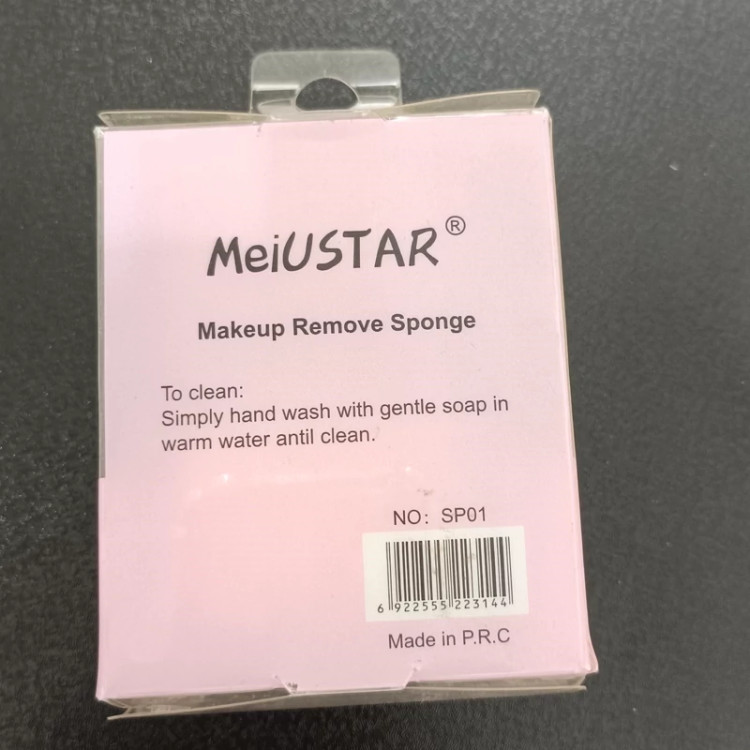 MeiUSTAR®
Makeup Remove Sponge
To clean:
Simply hand wash with gentle soap in
warm water antil clean.
NO: SP01
6 922555 223144
Made in P.R.C